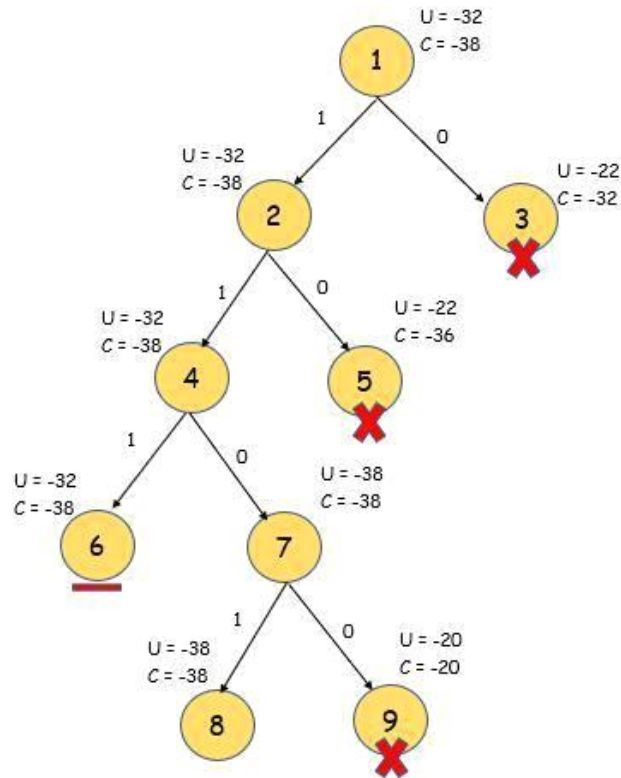 U = -32
C = -38
1
1
0
U = -32
C = -38
2
U = -22
C = -32
3
1
0
U = -32
C = -38
4
U = -22
C = -36
5
1
0
U = -32
C = -38
6
U = -38
C = -38
7
1
0
U = -38
C = -38
8
U = -20
C = -20
9